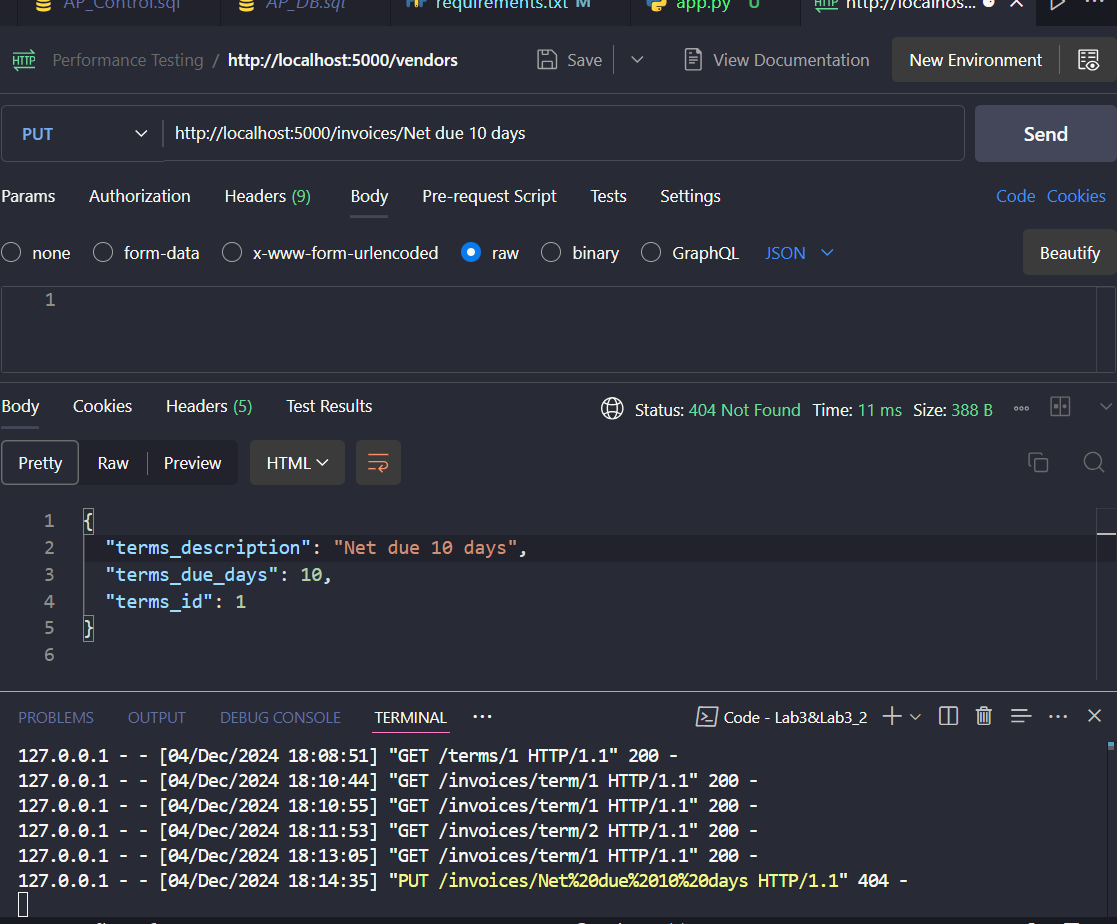 AP_Control.sql AP_DB.sql requirements.txt M app.py U HTTP http://localhos...
HTTP Performance Testing / http://localhost:5000/vendors Save View Documentation New Environment
PUT http://localhost:5000/invoices/Net due 10 days Send
Params Authorization Headers (9) Body Pre-request Script Tests Settings Code Cookies
none form-data x-www-form-urlencoded raw binary GraphQL JSON Beautify
1
Body Cookies Headers (5) Test Results Status: 404 Not Found Time: 11 ms Size: 388 B
Pretty Raw Preview HTML
1 {
2 "terms_description": "Net due 10 days",
3 "terms_due_days": 10,
4 "terms_id": 1
5 }
6
PROBLEMS OUTPUT DEBUG CONSOLE TERMINAL ... Code - Lab3&Lab3_2 ...
127.0.0.1 - - [04/Dec/2024 18:08:51] "GET /terms/1 HTTP/1.1" 200 -
127.0.0.1 - - [04/Dec/2024 18:10:44] "GET /invoices/term/1 HTTP/1.1" 200 -
127.0.0.1 - - [04/Dec/2024 18:10:55] "GET /invoices/term/1 HTTP/1.1" 200 -
127.0.0.1 - - [04/Dec/2024 18:11:53] "GET /invoices/term/2 HTTP/1.1" 200 -
127.0.0.1 - - [04/Dec/2024 18:13:05] "GET /invoices/term/1 HTTP/1.1" 200 -
127.0.0.1 - - [04/Dec/2024 18:14:35] "PUT /invoices/Net%20due%2010%20days HTTP/1.1" 404 -